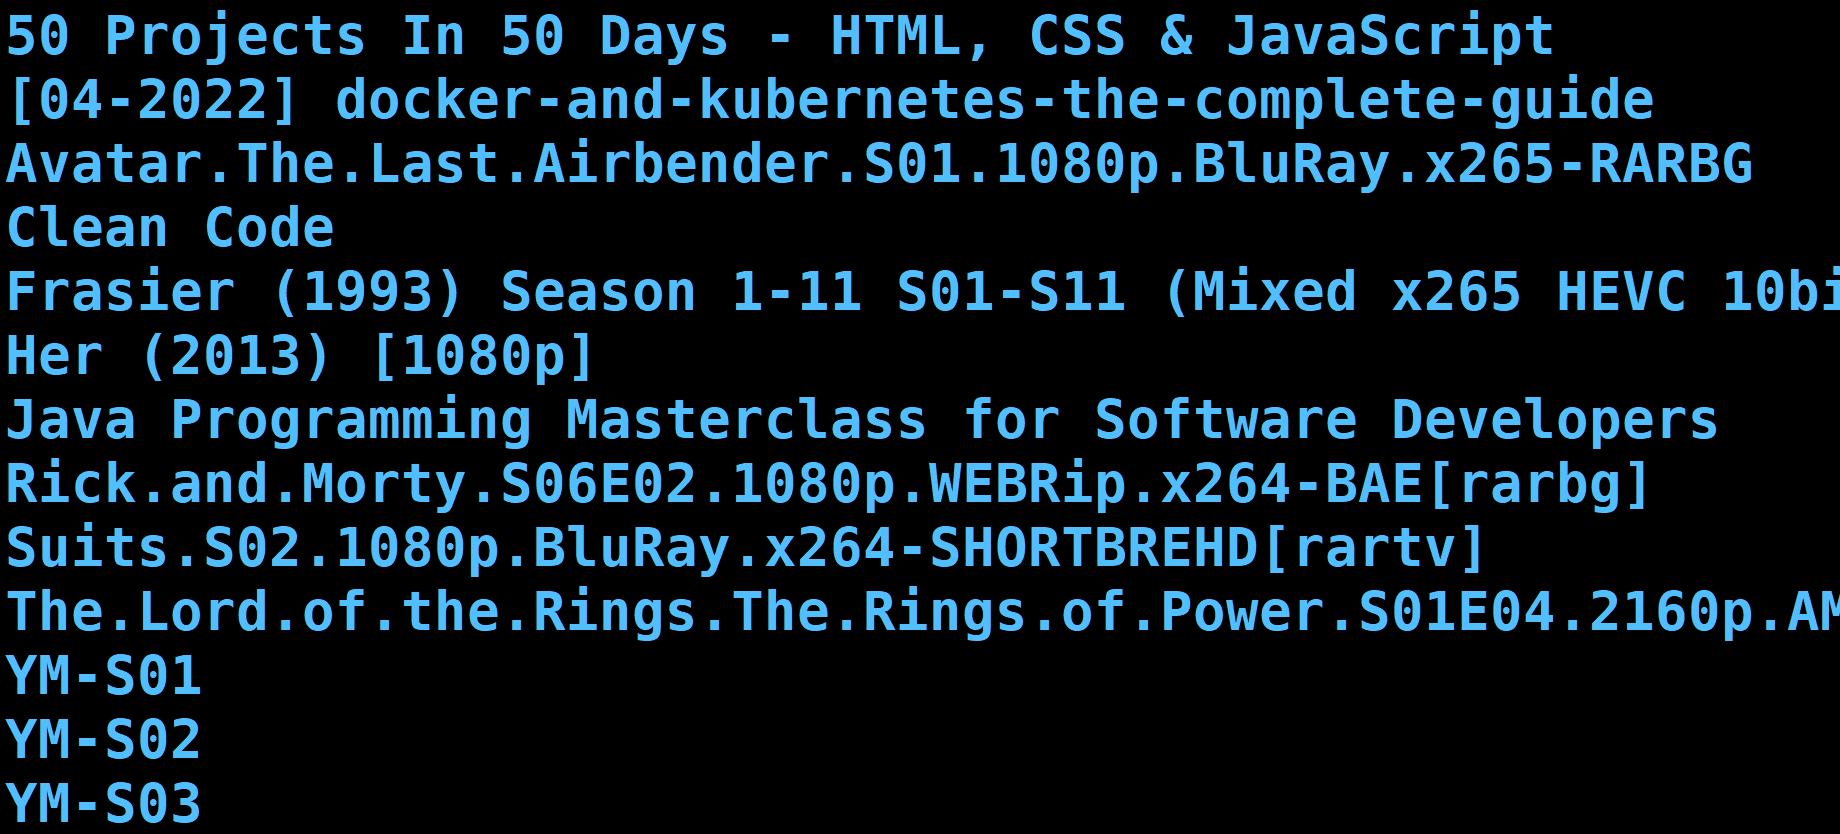 50 Projects In 50 Days - HTML, CSS & JavaScript
[04-2022] docker-and-kubernetes-the-complete-guide
Avatar.The.Last.Airbender.S01.1080p.BluRay.x265-RARBG
Clean Code
Frasier (1993) Season 1-11 S01-S11 (Mixed x265 HEVC 10bi
Her (2013) [1080p]
Java Programming Masterclass for Software Developers
Rick.and.Morty.S06E02.1080p.WEBRip.x264-BAE[rarbg]
Suits.S02.1080p.BluRay.x264-SHORTBREHD[rartv]
The.Lord.of.the.Rings.The.Rings.of.Power.S01E04.2160p.AM
YM-S01
YM-S02
YM-S03